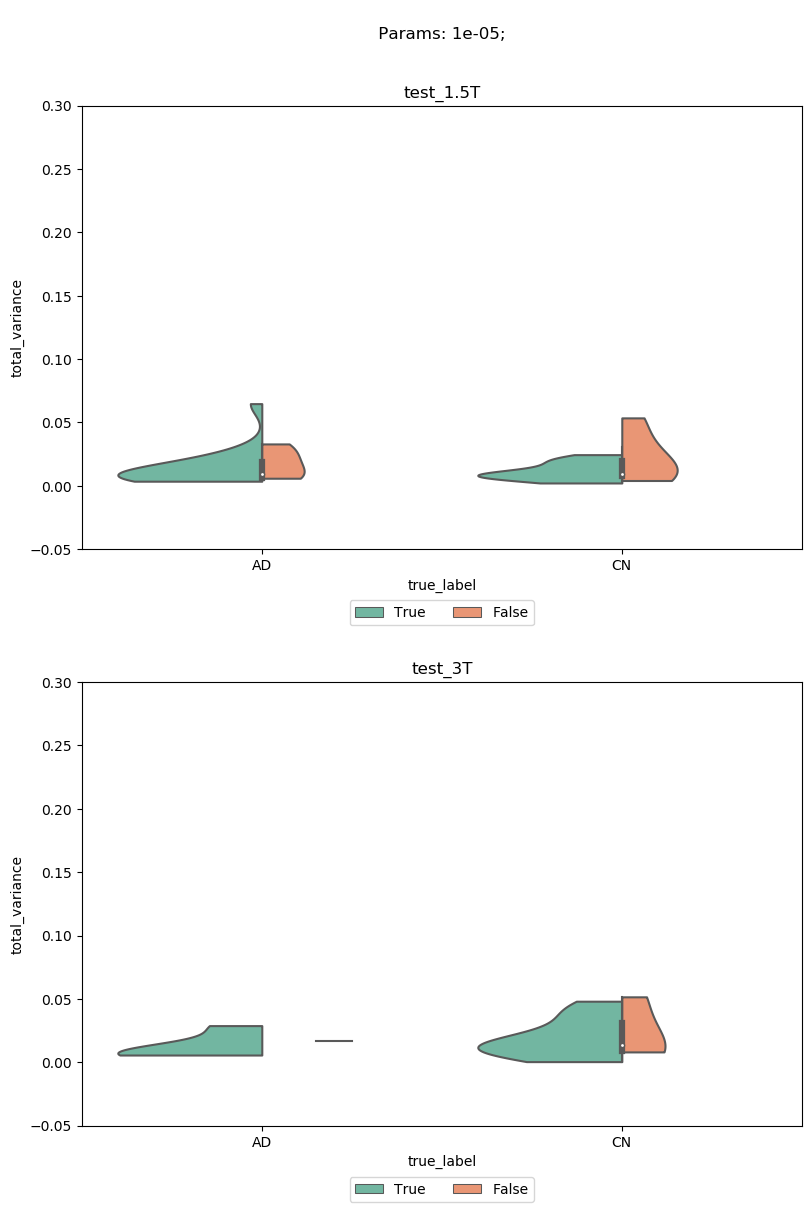 Params: 1e-05;
test_1.5T
0.30
0.25
0.20
0.15
0.10
0.05
0.00
−0.05
total_variance
AD CN
true_label
True False
test_3T
0.30
0.25
0.20
0.15
0.10
0.05
0.00
−0.05
total_variance
AD CN
true_label
True False